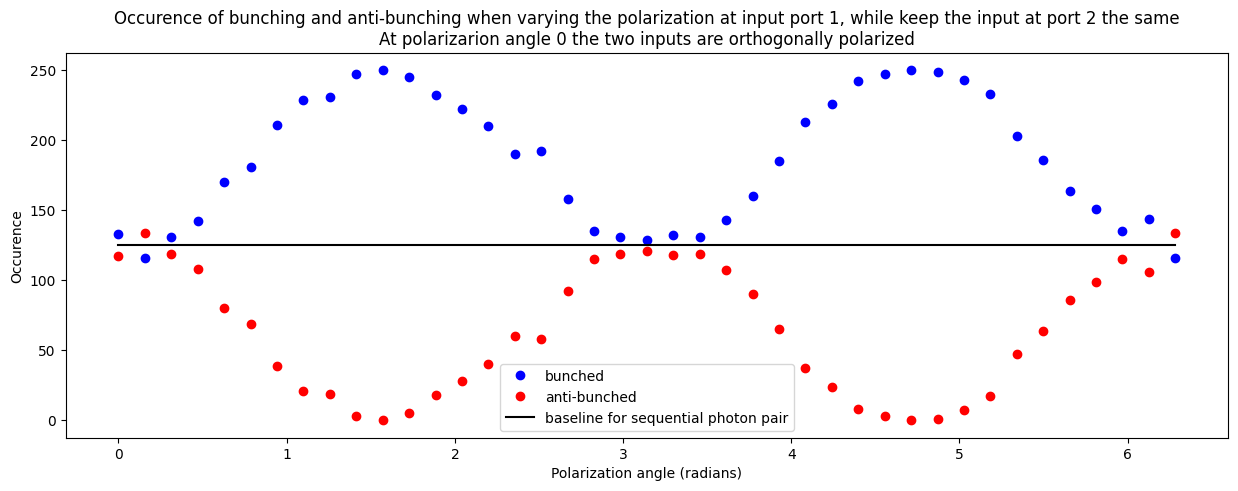 Occurence of bunching and anti-bunching when varying the polarization at input port 1, while keep the input at port 2 the same
At polarizarion angle 0 the two inputs are orthogonally polarized
250
200
150
100
50
0
Occurence
bunched
anti-bunched
baseline for sequential photon pair
0 1 2 3 4 5 6
Polarization angle (radians)